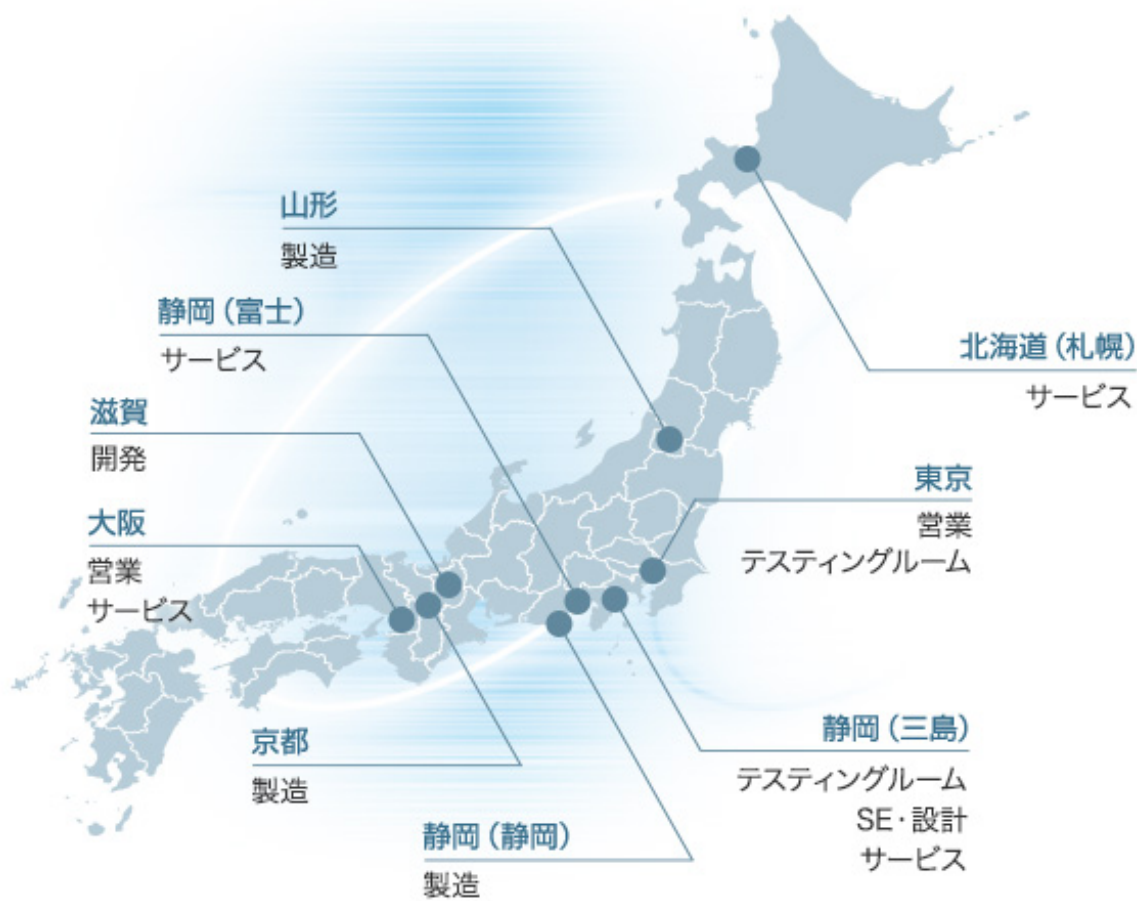 山形
製造
静岡（富士）
サービス
北海道（札幌）
サービス
滋賀
開発
東京
営業
テスティングルーム
大阪
営業
サービス
京都
製造
静岡（三島）
テスティングルーム
SE・設計
サービス
静岡（静岡）
製造